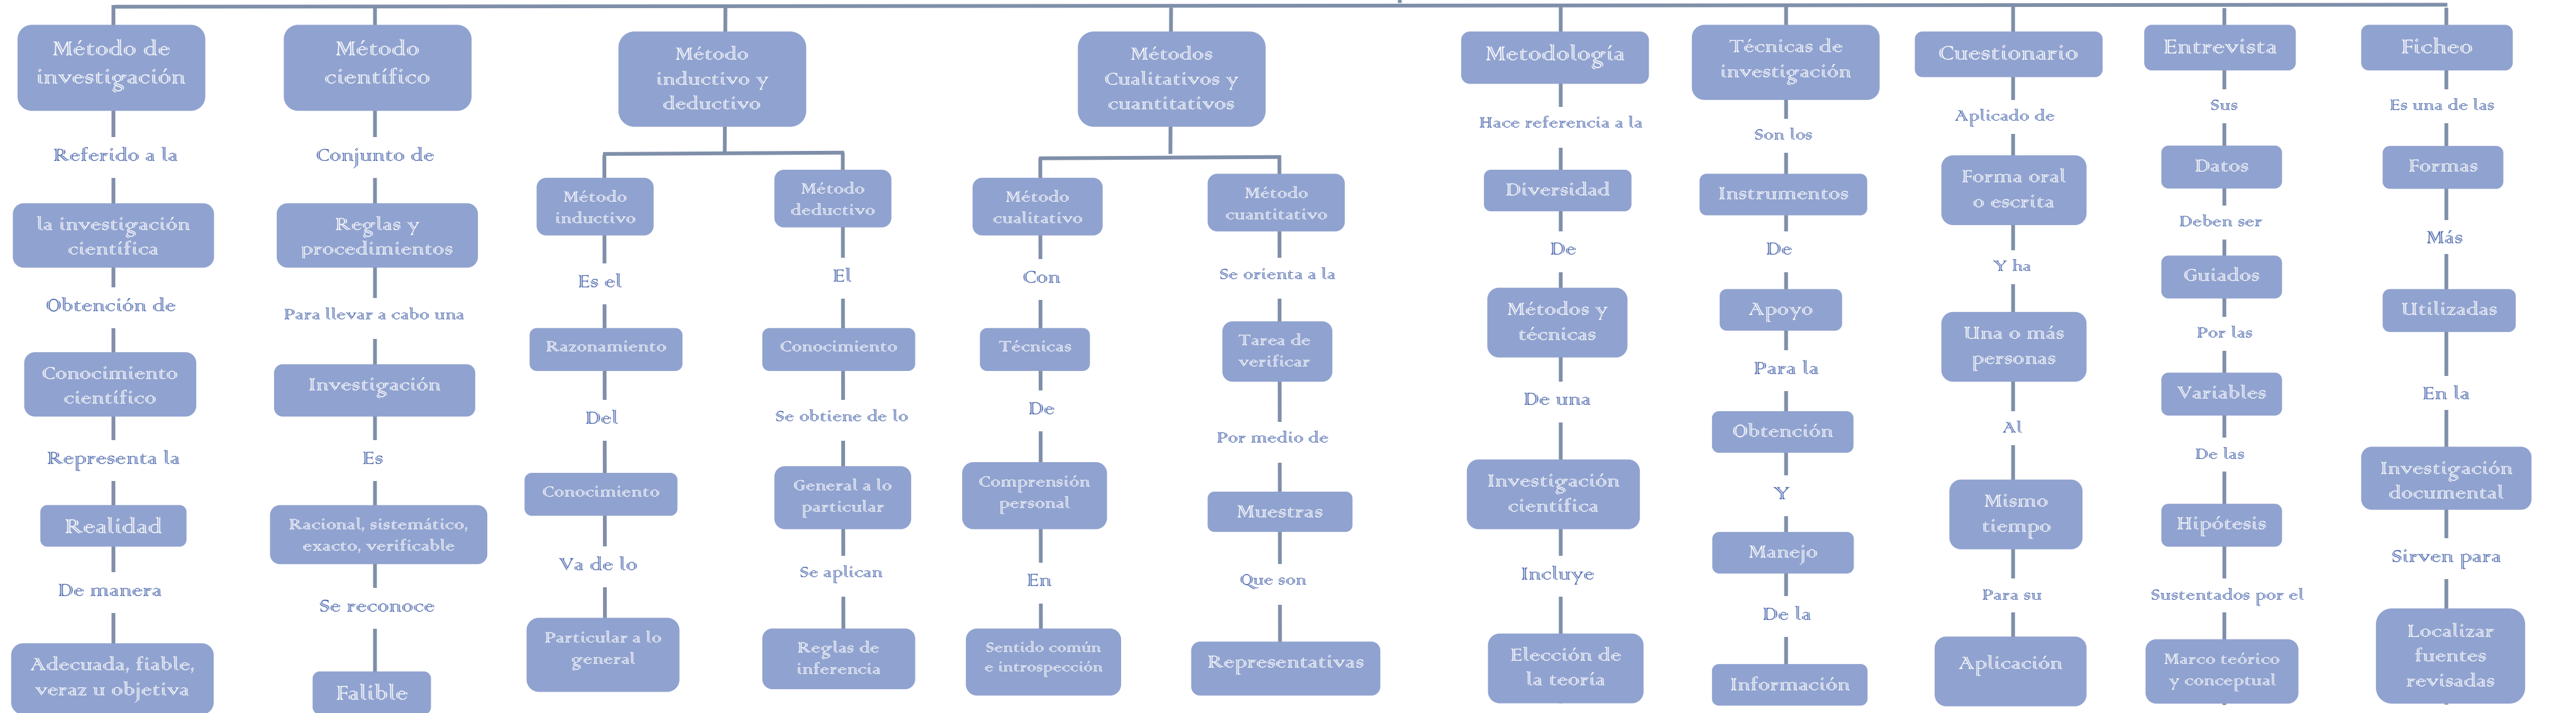 Método de
investigación
Referido a la
la investigación
científica
Obtención de
Conocimiento
científico
Representa la
Realidad
De manera
Adecuada, fiable,
veraz u objetiva
Método
científico
Conjunto de
Reglas y
procedimientos
Para llevar a cabo una
Investigación
Es
Racional, sistemático,
exacto, verificable
Se reconoce
Falible
Método
inductivo y
deductivo
Método
inductivo
Es el
Razonamiento
Del
Conocimiento
Va de lo
Particular a lo
general
Método
deductivo
El
Conocimiento
Se obtiene de lo
General a lo
particular
Se aplican
Reglas de
inferencia
Métodos
Cualitativos y
cuantitativos
Método
cualitativo
Con
Técnicas
De
Comprensión
personal
En
Sentido común
e introspección
Método
cuantitativo
Se orienta a la
Tarea de
verificar
Por medio de
Muestras
Que son
Representativas
Metodología
Hace referencia a la
Diversidad
De
Métodos y
técnicas
De una
Investigación
científica
Incluye
Elección de
la teoría
Técnicas de
investigación
Son los
Instrumentos
De
Apoyo
Para la
Obtención
Y
Manejo
De la
Información
Cuestionario
Aplicado de
Forma oral
o escrita
Y ha
Una o más
personas
Al
Mismo
tiempo
Para su
Aplicación
Entrevista
Sus
Datos
Deben ser
Guiados
Por las
Variables
De las
Hipótesis
Sustentados por el
Marco teórico
y conceptual
Ficheo
Es una de las
Formas
Más
Utilizadas
En la
Investigación
documental
Sirven para
Localizar
fuentes
revisadas